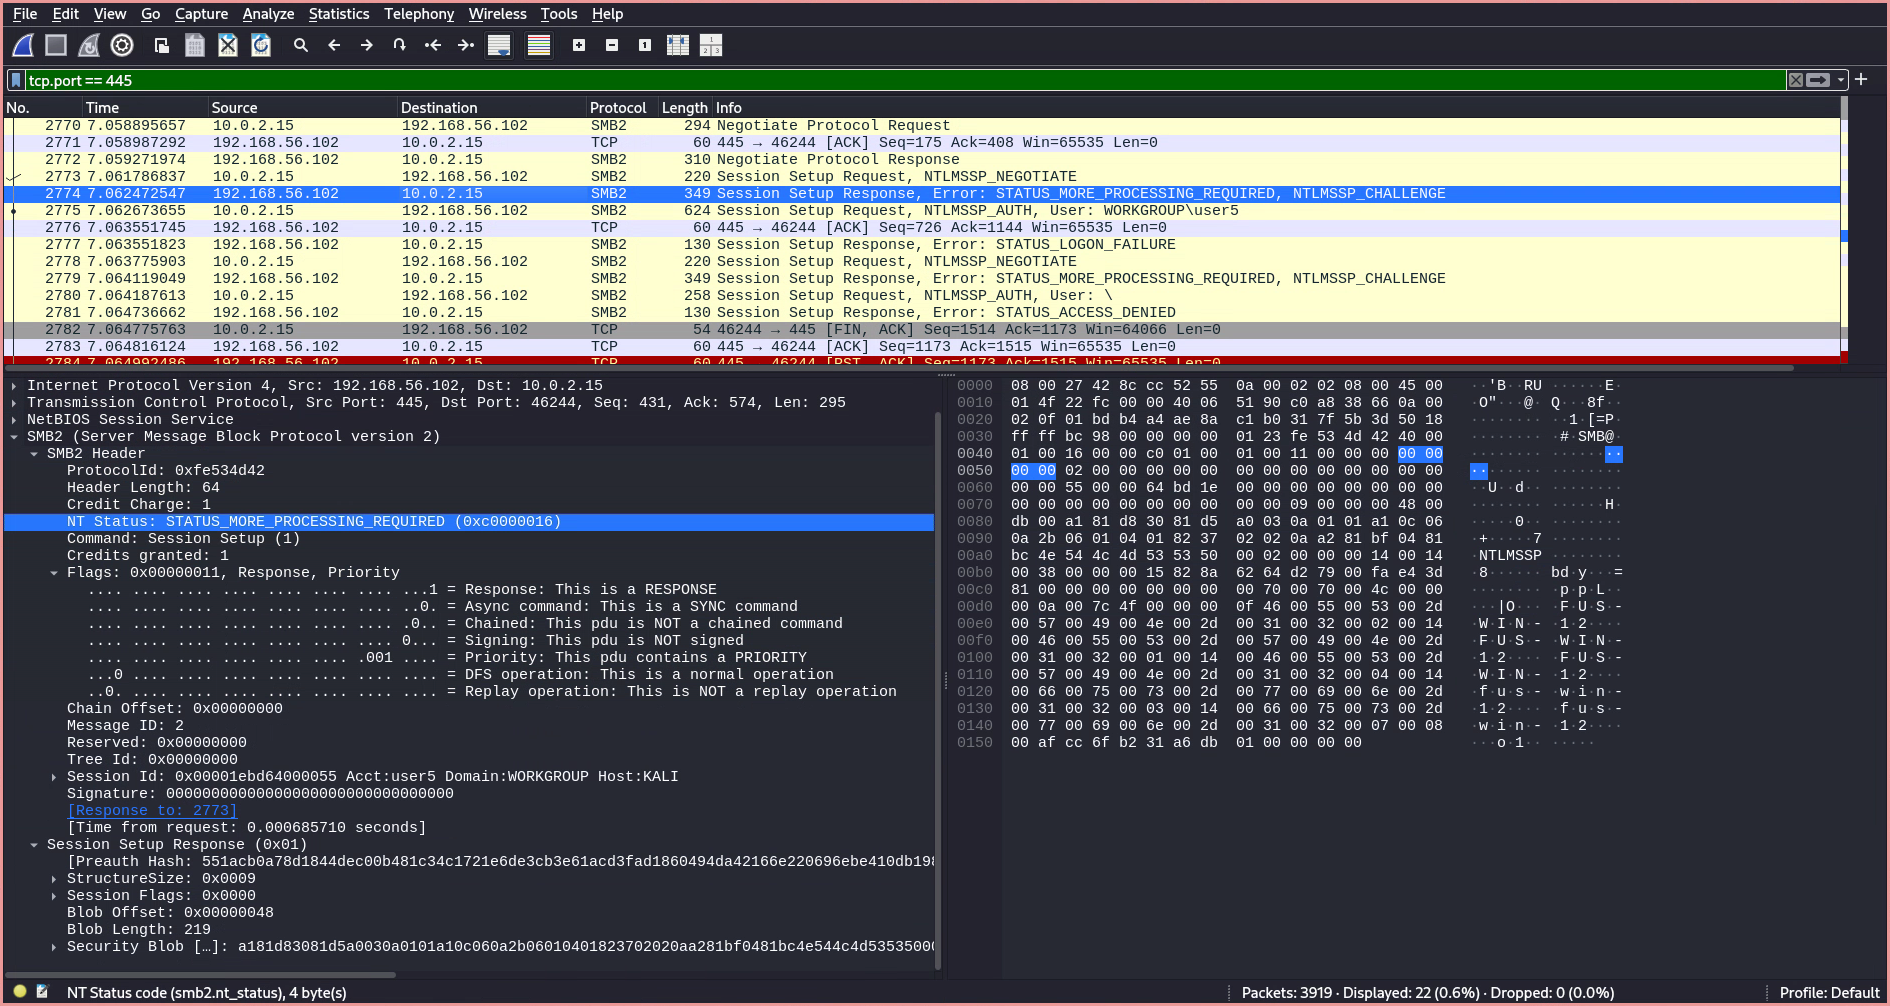 File Edit View Go Capture Analyze Statistics Telephony Wireless Tools Help
tcp.port == 445
No. Time Source Destination Protocol Length Info
2770 7.058895657 10.0.2.15 192.168.56.102 SMB2 294 Negotiate Protocol Request
2771 7.058987292 192.168.56.102 10.0.2.15 TCP 60 445 → 46244 [ACK] Seq=175 Ack=408 Win=65535 Len=0
2772 7.059271974 192.168.56.102 10.0.2.15 SMB2 310 Negotiate Protocol Response
2773 7.061786837 10.0.2.15 192.168.56.102 SMB2 220 Session Setup Request, NTLMSSP_NEGOTIATE
2774 7.062472547 192.168.56.102 10.0.2.15 SMB2 349 Session Setup Response, Error: STATUS_MORE_PROCESSING_REQUIRED, NTLMSSP_CHALLENGE
2775 7.062673655 10.0.2.15 192.168.56.102 SMB2 624 Session Setup Request, NTLMSSP_AUTH, User: WORKGROUP\user5
2776 7.063551745 192.168.56.102 10.0.2.15 TCP 60 445 → 46244 [ACK] Seq=726 Ack=1144 Win=65535 Len=0
2777 7.063551823 192.168.56.102 10.0.2.15 SMB2 130 Session Setup Response, Error: STATUS_LOGON_FAILURE
2778 7.063775903 10.0.2.15 192.168.56.102 SMB2 220 Session Setup Request, NTLMSSP_NEGOTIATE
2779 7.064119049 192.168.56.102 10.0.2.15 SMB2 349 Session Setup Response, Error: STATUS_MORE_PROCESSING_REQUIRED, NTLMSSP_CHALLENGE
2780 7.064187613 10.0.2.15 192.168.56.102 SMB2 258 Session Setup Request, NTLMSSP_AUTH, User: \
2781 7.064736662 192.168.56.102 10.0.2.15 SMB2 130 Session Setup Response, Error: STATUS_ACCESS_DENIED
2782 7.064775763 10.0.2.15 192.168.56.102 TCP 54 46244 → 445 [FIN, ACK] Seq=1514 Ack=1173 Win=64066 Len=0
2783 7.064816124 192.168.56.102 10.0.2.15 TCP 60 445 → 46244 [ACK] Seq=1173 Ack=1515 Win=65535 Len=0
2784 7.064992486 192.168.56.102 10.0.2.15 TCP 60 445 → 46244 [RST, ACK] Seq=1173 Ack=1515 Win=65535 Len=0
Internet Protocol Version 4, Src: 192.168.56.102, Dst: 10.0.2.15
Transmission Control Protocol, Src Port: 445, Dst Port: 46244, Seq: 431, Ack: 574, Len: 295
NetBIOS Session Service
SMB2 (Server Message Block Protocol version 2)
SMB2 Header
ProtocolId: 0xfe534d42
Header Length: 64
Credit Charge: 1
NT Status: STATUS_MORE_PROCESSING_REQUIRED (0xc0000016)
Command: Session Setup (1)
Credits granted: 1
Flags: 0x00000011, Response, Priority
.... .... .... .... .... .... .... ...1 = Response: This is a RESPONSE
.... .... .... .... .... .... .... ..0. = Async command: This is a SYNC command
.... .... .... .... .... .... .... .0.. = Chained: This pdu is NOT a chained command
.... .... .... .... .... .... .... 0... = Signing: This pdu is NOT signed
.... .... .... .... .... .... .001 .... = Priority: This pdu contains a PRIORITY
...0 .... .... .... .... .... .... .... = DFS operation: This is a normal operation
..0. .... .... .... .... .... .... .... = Replay operation: This is NOT a replay operation
Chain Offset: 0x00000000
Message ID: 2
Reserved: 0x00000000
Tree Id: 0x00000000
Session Id: 0x00001ebd64000055 Acct:user5 Domain:WORKGROUP Host:KALI
Signature: 00000000000000000000000000000000
[Response to: 2773]
[Time from request: 0.000685710 seconds]
Session Setup Response (0x01)
[Preauth Hash: 551acb0a78d1844dec00b481c34c1721e6de3cb3e61acd3fad1860494da42166e220696ebe410db198
StructureSize: 0x0009
Session Flags: 0x0000
Blob Offset: 0x00000048
Blob Length: 219
Security Blob […]: a181d83081d5a0030a0101a10c060a2b06010401823702020aa281bf0481bc4e544c4d53535000
0000 08 00 27 42 8c cc 52 55 0a 00 02 02 08 00 45 00 ··'B··RU ······E·
0010 01 4f 22 fc 00 00 40 06 51 90 c0 a8 38 66 0a 00 ·O"···@· Q···8f··
0020 02 0f 01 bd b4 a4 ae 8a c1 b0 31 7f 5b 3d 50 18 ········ ··1·[=P·
0030 ff ff bc 98 00 00 00 00 01 23 fe 53 4d 42 40 00 ········ ·#·SMB@·
0040 01 00 16 00 00 c0 01 00 01 00 11 00 00 00 00 00 ········ ········
0050 00 00 02 00 00 00 00 00 00 00 00 00 00 00 00 00 ········ ········
0060 00 00 55 00 00 64 bd 1e 00 00 00 00 00 00 00 00 ··U··d·· ········
0070 00 00 00 00 00 00 00 00 00 00 00 09 00 00 00 48 00 ········ ······H·
0080 db 00 a1 81 d8 30 81 d5 a0 03 0a 01 01 a1 0c 06 ·····0·· ········
0090 0a 2b 06 01 04 01 82 37 02 02 0a a2 81 bf 04 81 ·+·····7 ········
00a0 bc 4e 54 4c 4d 53 53 50 00 02 00 00 00 14 00 14 ·NTLMSSP ········
00b0 00 38 00 00 00 15 82 8a 62 64 d2 79 00 fa e4 3d ·8······ bd·y···=
00c0 81 00 00 00 00 00 00 00 00 70 00 70 00 4c 00 00 ········ ·p·p·L··
00d0 00 0a 00 7c 4f 00 00 00 0f 46 00 55 00 53 00 2d ···|O··· ·F·U·S·-
00e0 00 57 00 49 00 4e 00 2d 00 31 00 32 00 02 00 14 ·W·I·N·- ·1·2····
00f0 00 46 00 55 00 53 00 2d 00 57 00 49 00 4e 00 2d ·F·U·S·- ·W·I·N·-
0100 00 31 00 32 00 01 00 14 00 46 00 55 00 53 00 2d ·1·2···· ·F·U·S·-
0110 00 57 00 49 00 4e 00 2d 00 31 00 32 00 04 00 14 ·W·I·N·- ·1·2····
0120 00 66 00 75 00 73 00 2d 00 77 00 69 00 6e 00 2d ·f·u·s·- ·w·i·n·-
0130 00 31 00 32 00 03 00 14 00 66 00 75 00 73 00 2d ·1·2···· ·f·u·s·-
0140 00 77 00 69 00 6e 00 2d 00 31 00 32 00 07 00 08 ·w·i·n·- ·1·2····
0150 00 af cc 6f b2 31 a6 db 01 00 00 00 00 ···o·1·· ·····
NT Status code (smb2.nt_status), 4 byte(s) Packets: 3919 · Displayed: 22 (0.6%) · Dropped: 0 (0.0%) Profile: Default